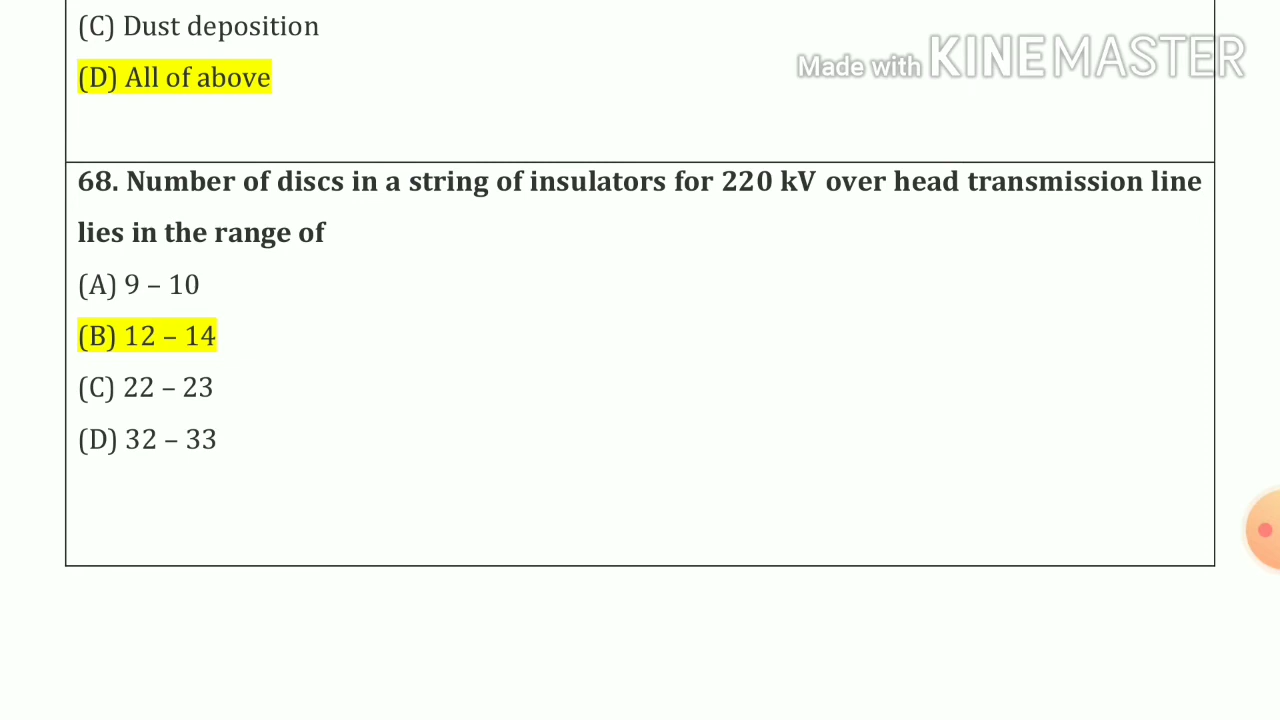 (C) Dust deposition
Made with KINEMASTER
(D) All of above
68. Number of discs in a string of insulators for 220 kV over head transmission line
lies in the range of
(A) 9 – 10
(B) 12 – 14
(C) 22 – 23
(D) 32 – 33